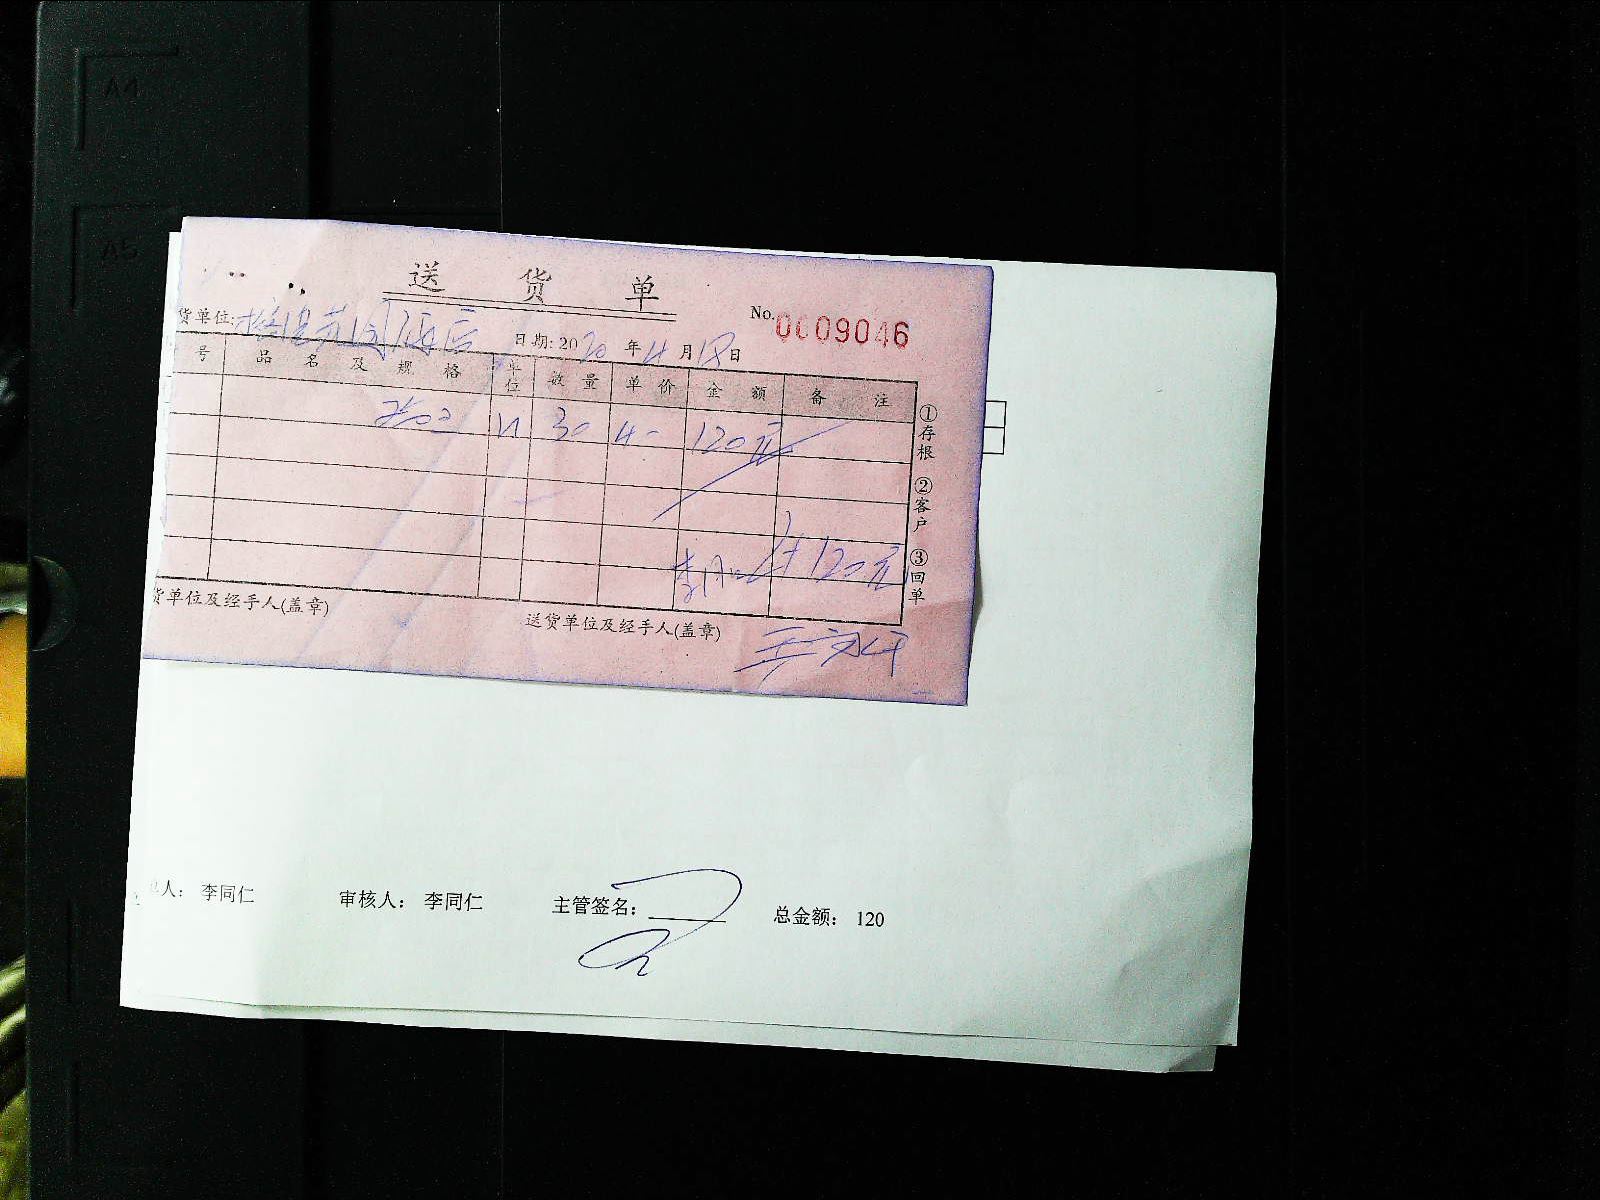 A4
A5
送货单
No.0009046
货单位:
日期: 2020年4月18日
号 品名及规格 单位 数量 单价 金额 备注
2502 30 4- 120元
①存根 ②客户 ③回单
付120元
货单位及经手人(盖章)
送货单位及经手人(盖章)
人: 李同仁 审核人: 李同仁 主管签名: 总金额: 120